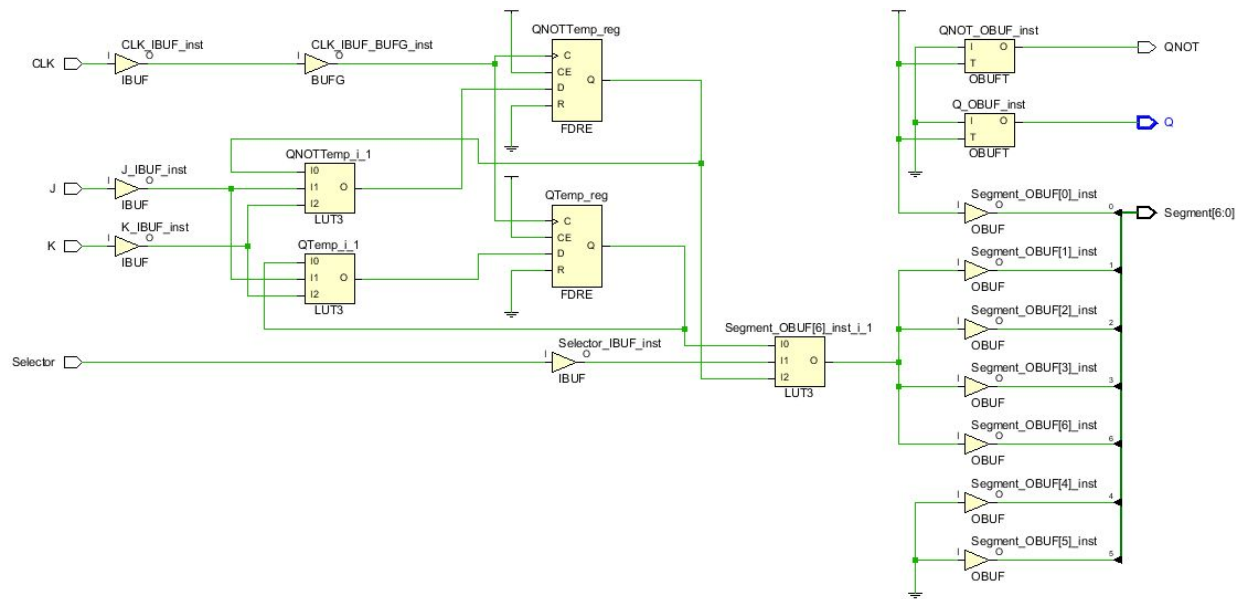 CLK
I
CLK_IBUF_inst
O
IBUF
I
CLK_IBUF_BUFG_inst
O
BUFG
QNOTTemp_reg
C
CE
D
R
Q
FDRE
QNOT_OBUF_inst
I
T
O
OBUFT
QNOT
Q_OBUF_inst
I
T
O
OBUFT
Q
J
I
J_IBUF_inst
O
IBUF
K
I
K_IBUF_inst
O
IBUF
QNOTTemp_i_1
I0
I1
I2
O
LUT3
QTemp_i_1
I0
I1
I2
O
LUT3
QTemp_reg
C
CE
D
R
Q
FDRE
Selector
I
Selector_IBUF_inst
O
IBUF
Segment_OBUF[6]_inst_i_1
I0
I1
I2
O
LUT3
Segment_OBUF[0]_inst
I
O
0
OBUF
Segment[6:0]
Segment_OBUF[1]_inst
I
O
1
OBUF
Segment_OBUF[2]_inst
I
O
2
OBUF
Segment_OBUF[3]_inst
I
O
3
OBUF
Segment_OBUF[6]_inst
I
O
6
OBUF
Segment_OBUF[4]_inst
I
O
4
OBUF
Segment_OBUF[5]_inst
I
O
5
OBUF